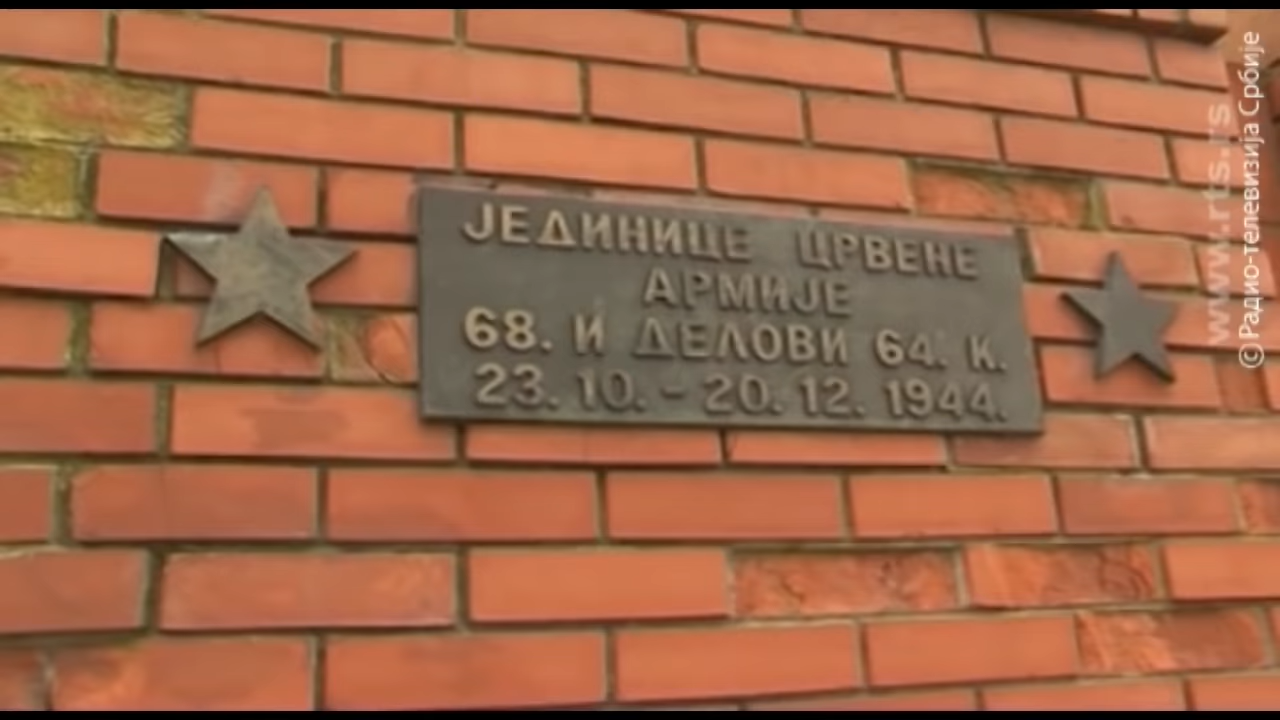 ЈЕДИНИЦЕ ЦРВЕНЕ
АРМИЈЕ
68. И ДЕЛОВИ 64. К.
23. 10. - 20. 12. 1944.
www.rts.rs
© Радио-телевизија Србије